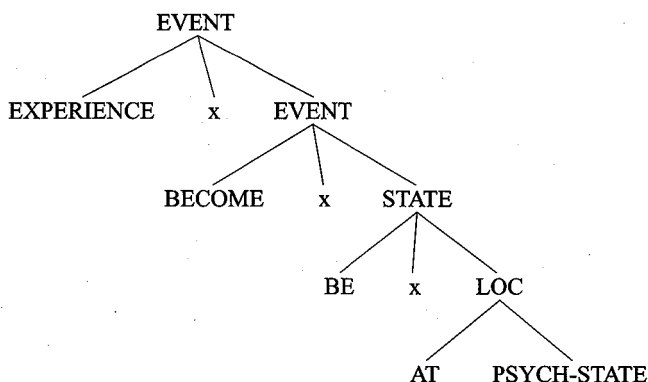 EVENT
EXPERIENCE x EVENT
BECOME x STATE
BE x LOC
AT PSYCH-STATE